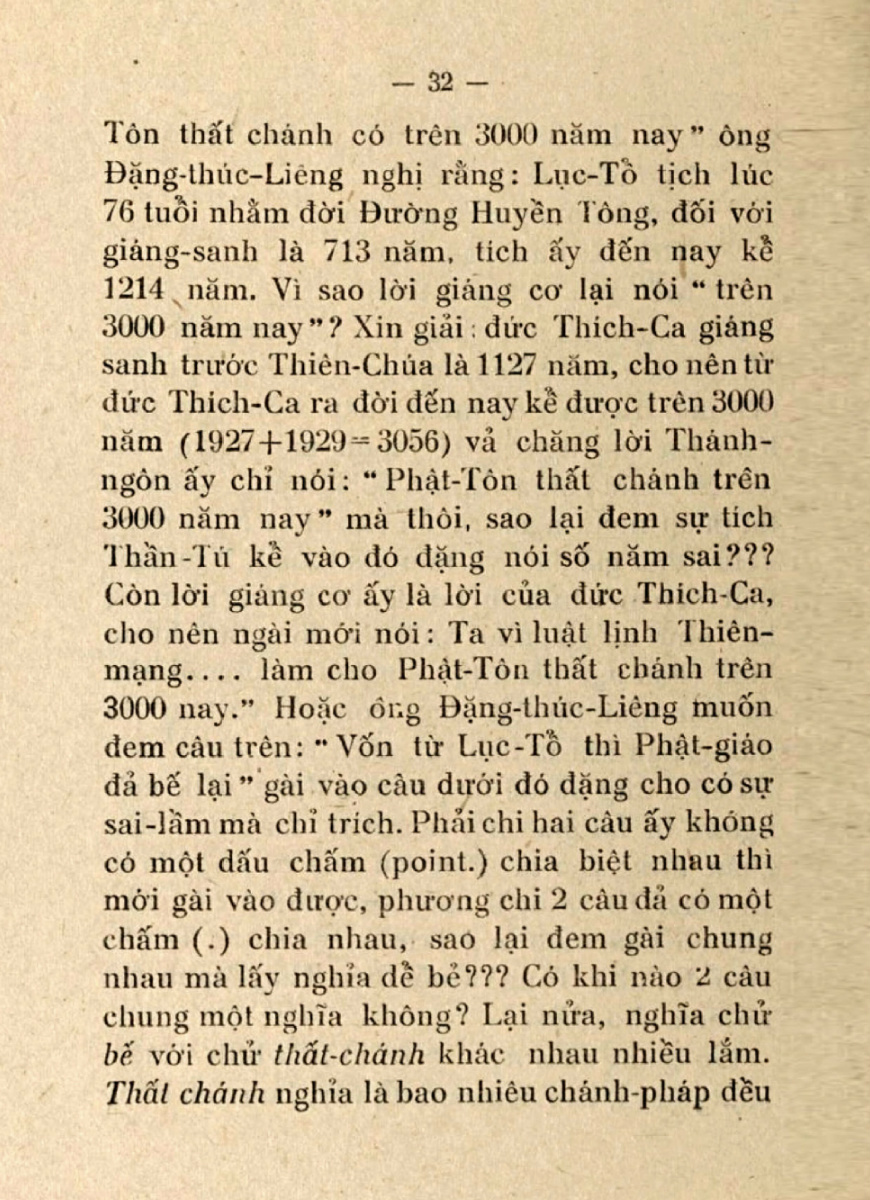 — 32 —
Tôn thất chánh có trên 3000 năm nay” ông
Đặng-thúc-Liêng nghị rằng: Lục-Tổ tịch lúc
76 tuổi nhằm đời Đường Huyền Tông, đối với
giáng-sanh là 713 năm, tích ấy đến nay kể
1214 năm. Vì sao lời giáng cơ lại nói “ trên
3000 năm nay”? Xin giải: đức Thích-Ca giáng
sanh trước Thiên-Chúa là 1127 năm, cho nên từ
đức Thích-Ca ra đời đến nay kể được trên 3000
năm (1927+1929=3056) vả chăng lời Thánh-
ngôn ấy chỉ nói: “ Phật-Tôn thất chánh trên
3000 năm nay” mà thôi, sao lại đem sự tích
Thần-Tú kể vào đó đặng nói số năm sai???
Còn lời giáng cơ ấy là lời của đức Thích-Ca,
cho nên ngài mới nói: Ta vì luật lịnh Thiên-
mạng.... làm cho Phật-Tôn thất chánh trên
3000 nay.” Hoặc ông Đặng-thúc-Liêng muốn
đem câu trên: “ Vốn từ Lục-Tổ thì Phật-giáo
đả bế lại” gài vào câu dưới đó đặng cho có sự
sai-lầm mà chỉ trích. Phải chi hai câu ấy không
có một dấu chấm (point.) chia biệt nhau thì
mới gài vào được, phương chi 2 câu đả có một
chấm (.) chia nhau, sao lại đem gài chung
nhau mà lấy nghỉa dể bẻ??? Có khi nào 2 câu
chung một nghĩa không? Lại nửa, nghĩa chử
bế với chử thất-chánh khác nhau nhiều lắm.
Thất chánh nghỉa là bao nhiêu chánh-pháp đều